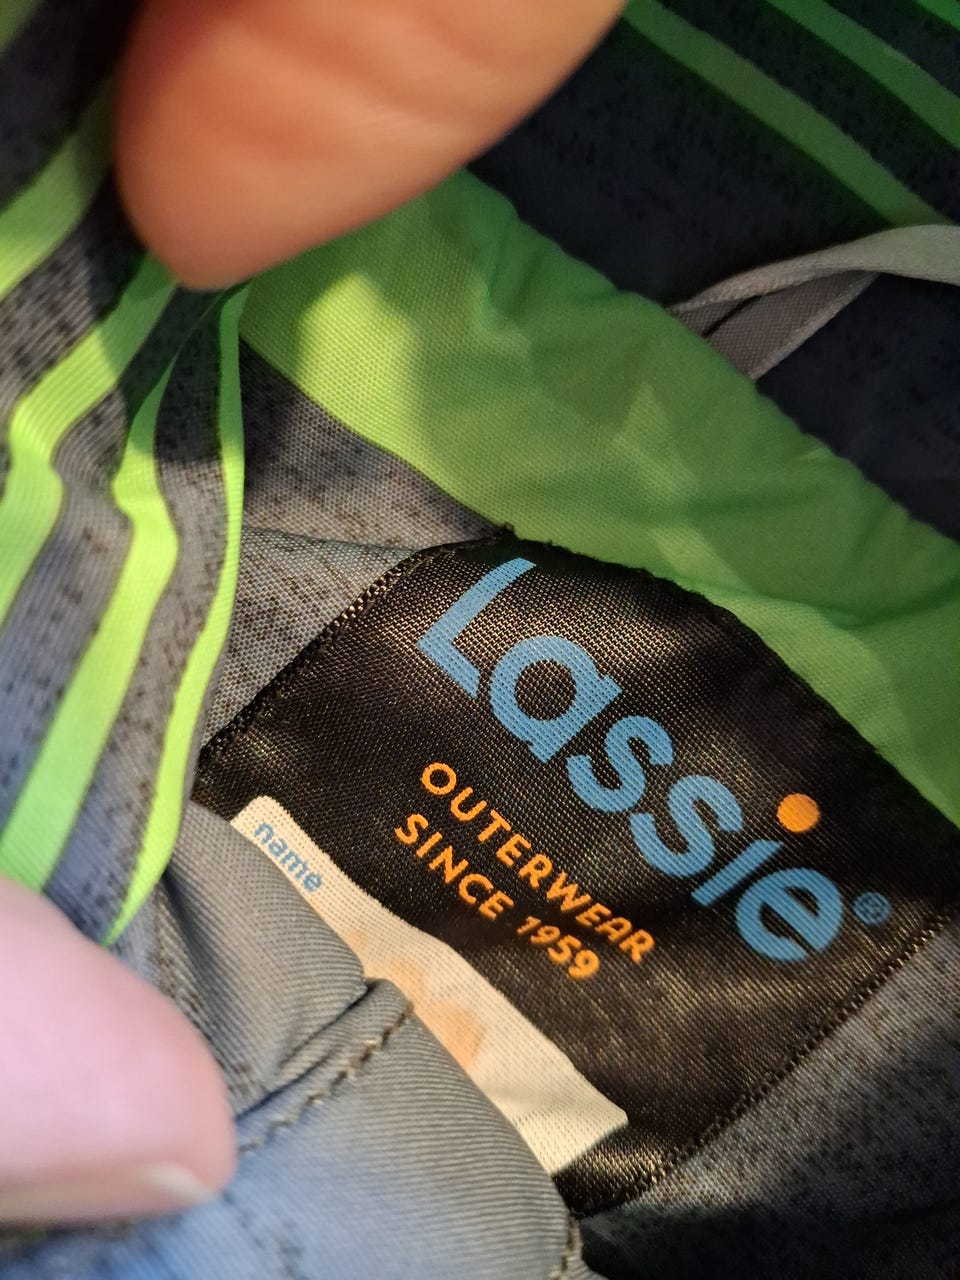 Lassie®
OUTERWEAR
SINCE 1959
name